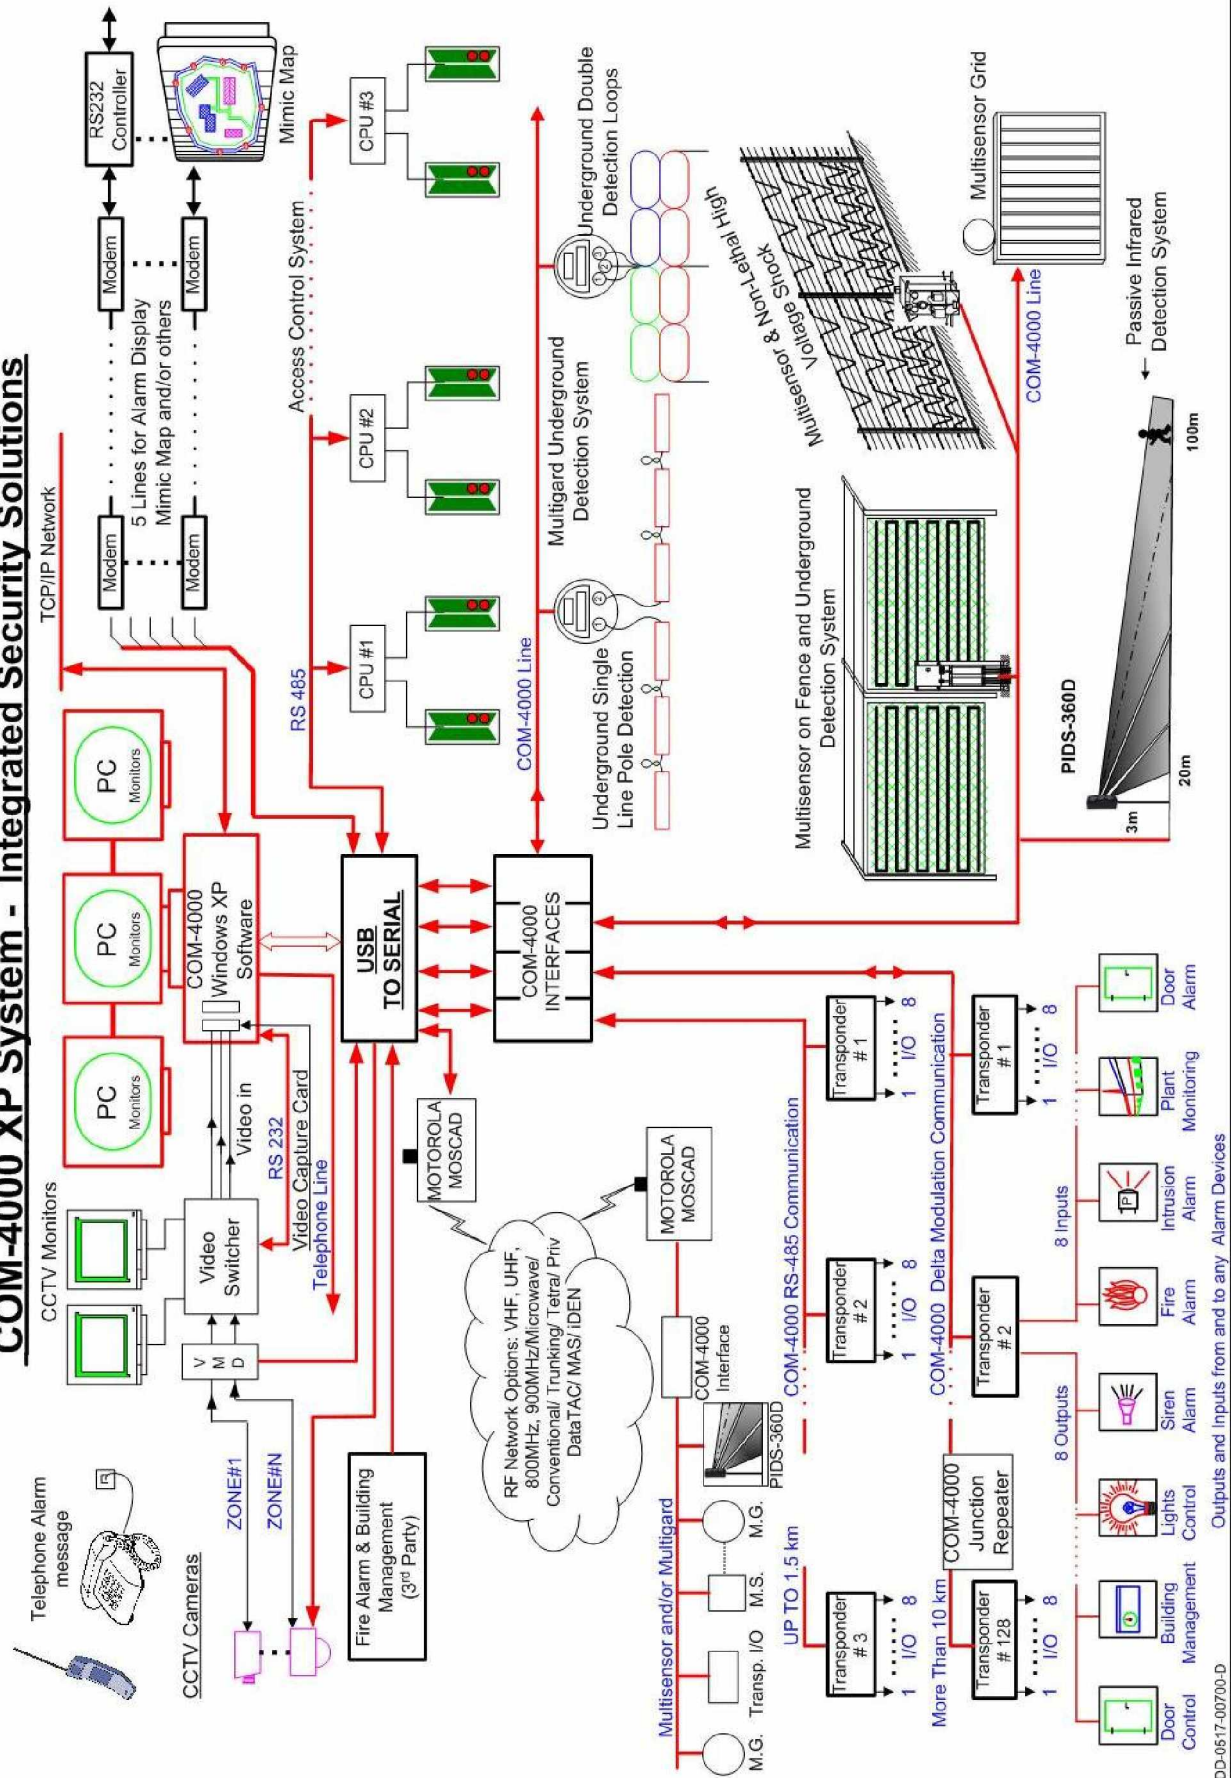 COM-4000 XP System - Integrated Security Solutions
Telephone Alarm
message
CCTV Monitors
PC
Monitors
PC
Monitors
PC
Monitors
TCP/IP Network
Modem
Modem
5 Lines for Alarm Display
Mimic Map and/or others
Modem
Modem
RS232
Controller
Mimic Map
CCTV Cameras
ZONE#1
ZONE#N
V
M
D
Video
Switcher
Video in
RS 232
Video Capture Card
Telephone Line
COM-4000
Windows XP
Software
RS 485
Access Control System
CPU #1
CPU #2
CPU #3
Fire Alarm & Building
Management
(3rd Party)
USB
TO SERIAL
MOTOROLA
MOSCAD
RF Network Options: VHF, UHF,
800MHz, 900MHz/Microwave/
Conventional/ Trunking/ Tetra/ Priv
DataTAC/ MAS/ iDEN
COM-4000
INTERFACES
COM-4000 Line
Multigard Underground
Detection System
Underground Double
Detection Loops
1
2
1
2
3
Underground Single
Line Pole Detection
MOTOROLA
MOSCAD
Multisensor and/or Multigard
COM-4000
Interface
M.G.
Transp. I/O
M.S.
M.G.
PIDS-360D
Multisensor & Non-Lethal High
Voltage Shock
Multisensor Grid
Multisensor on Fence and Underground
Detection System
COM-4000 Line
UP TO 1.5 km
COM-4000 RS-485 Communication
Transponder
# 3
1 I/O 8
Transponder
# 2
1 I/O 8
Transponder
# 1
1 I/O 8
More Than 10 km
COM-4000 Delta Modulation Communication
COM-4000
Junction
Repeater
Transponder
# 128
1 I/O 8
Transponder
# 2
Transponder
# 1
1 I/O 8
8 Outputs
8 Inputs
PIDS-360D
3m
20m
100m
Passive Infrared
Detection System
P
Door
Control
Building
Management
Lights
Control
Siren
Alarm
Fire
Alarm
Intrusion
Alarm
Plant
Monitoring
Door
Alarm
Outputs and Inputs from and to any Alarm Devices
DD-0517-00700-D